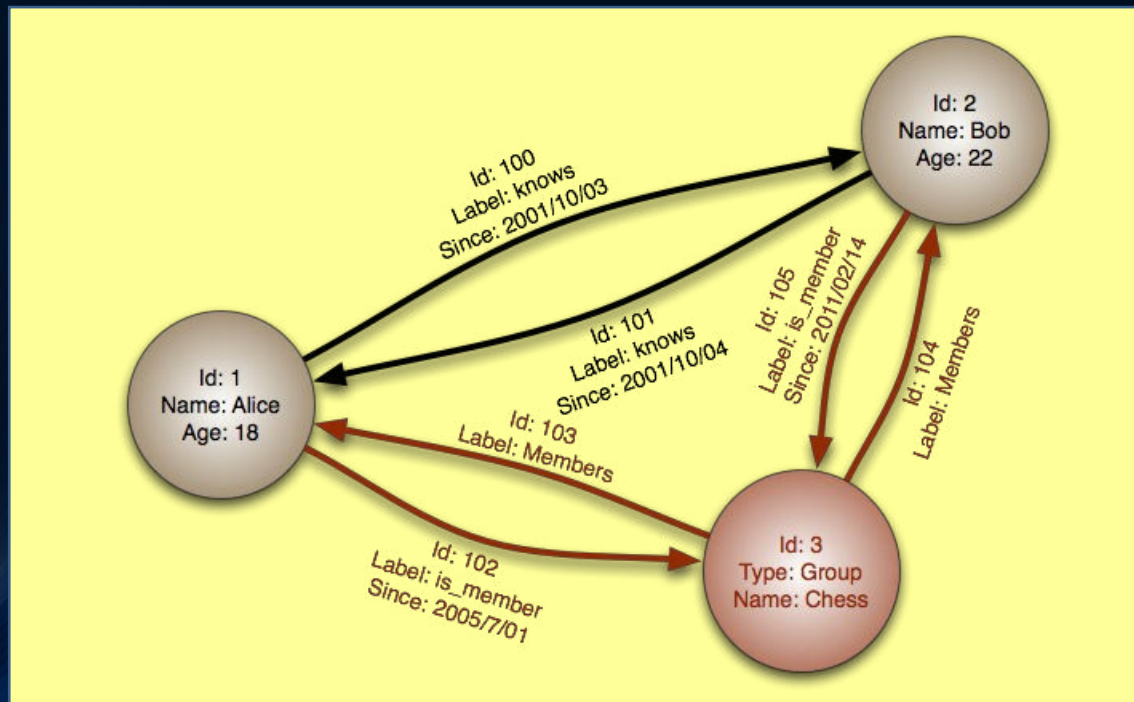 Id: 2
Name: Bob
Age: 22
Id: 100
Label: knows
Since: 2001/10/03
Id: 101
Label: knows
Since: 2001/10/04
Id: 105
Label: is_member
Since: 2011/02/14
Id: 104
Label: Members
Id: 1
Name: Alice
Age: 18
Id: 103
Label: Members
Id: 102
Label: is_member
Since: 2005/7/01
Id: 3
Type: Group
Name: Chess